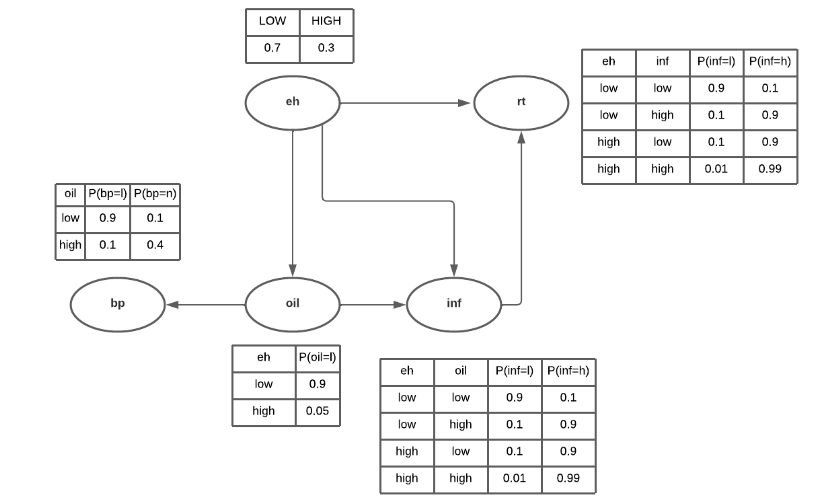 LOW HIGH
0.7 0.3
eh
rt
eh inf P(inf=l) P(inf=h)
low low 0.9 0.1
low high 0.1 0.9
high low 0.1 0.9
high high 0.01 0.99
oil P(bp=l) P(bp=n)
low 0.9 0.1
high 0.1 0.4
bp
oil
inf
eh P(oil=l)
low 0.9
high 0.05
eh oil P(inf=l) P(inf=h)
low low 0.9 0.1
low high 0.1 0.9
high low 0.1 0.9
high high 0.01 0.99